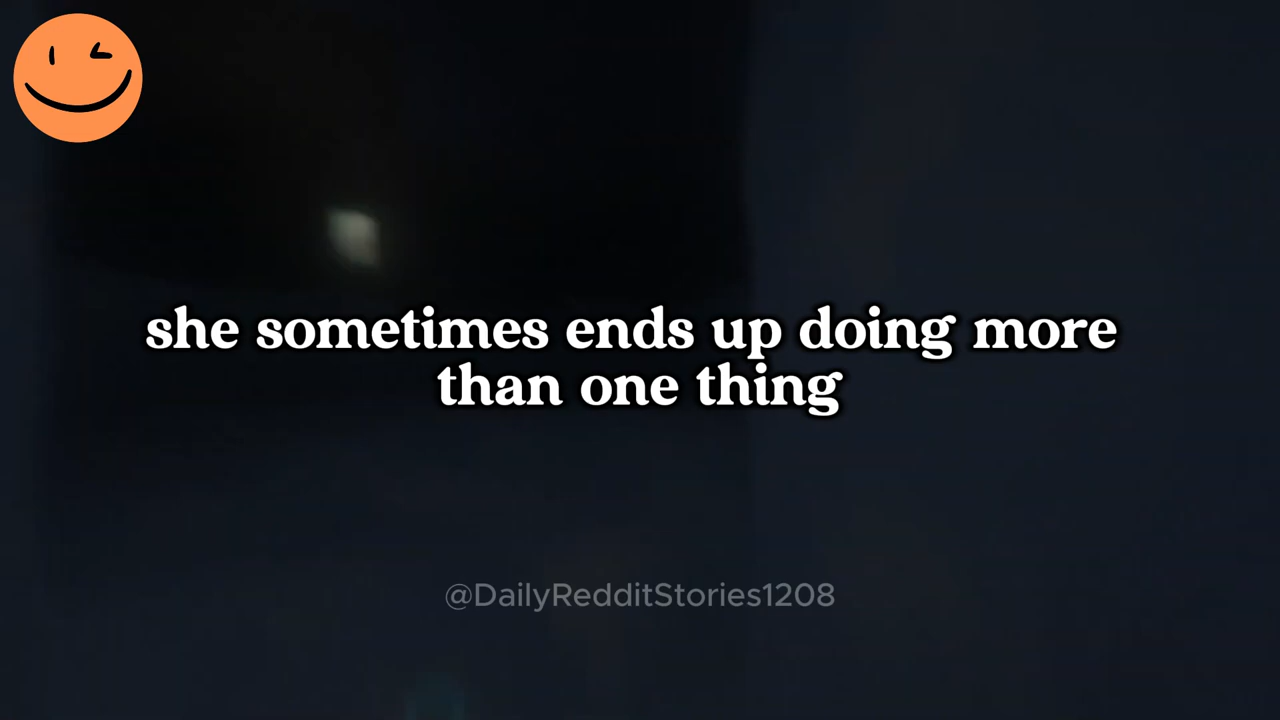 she sometimes ends up doing more
than one thing
@DailyRedditStories1208